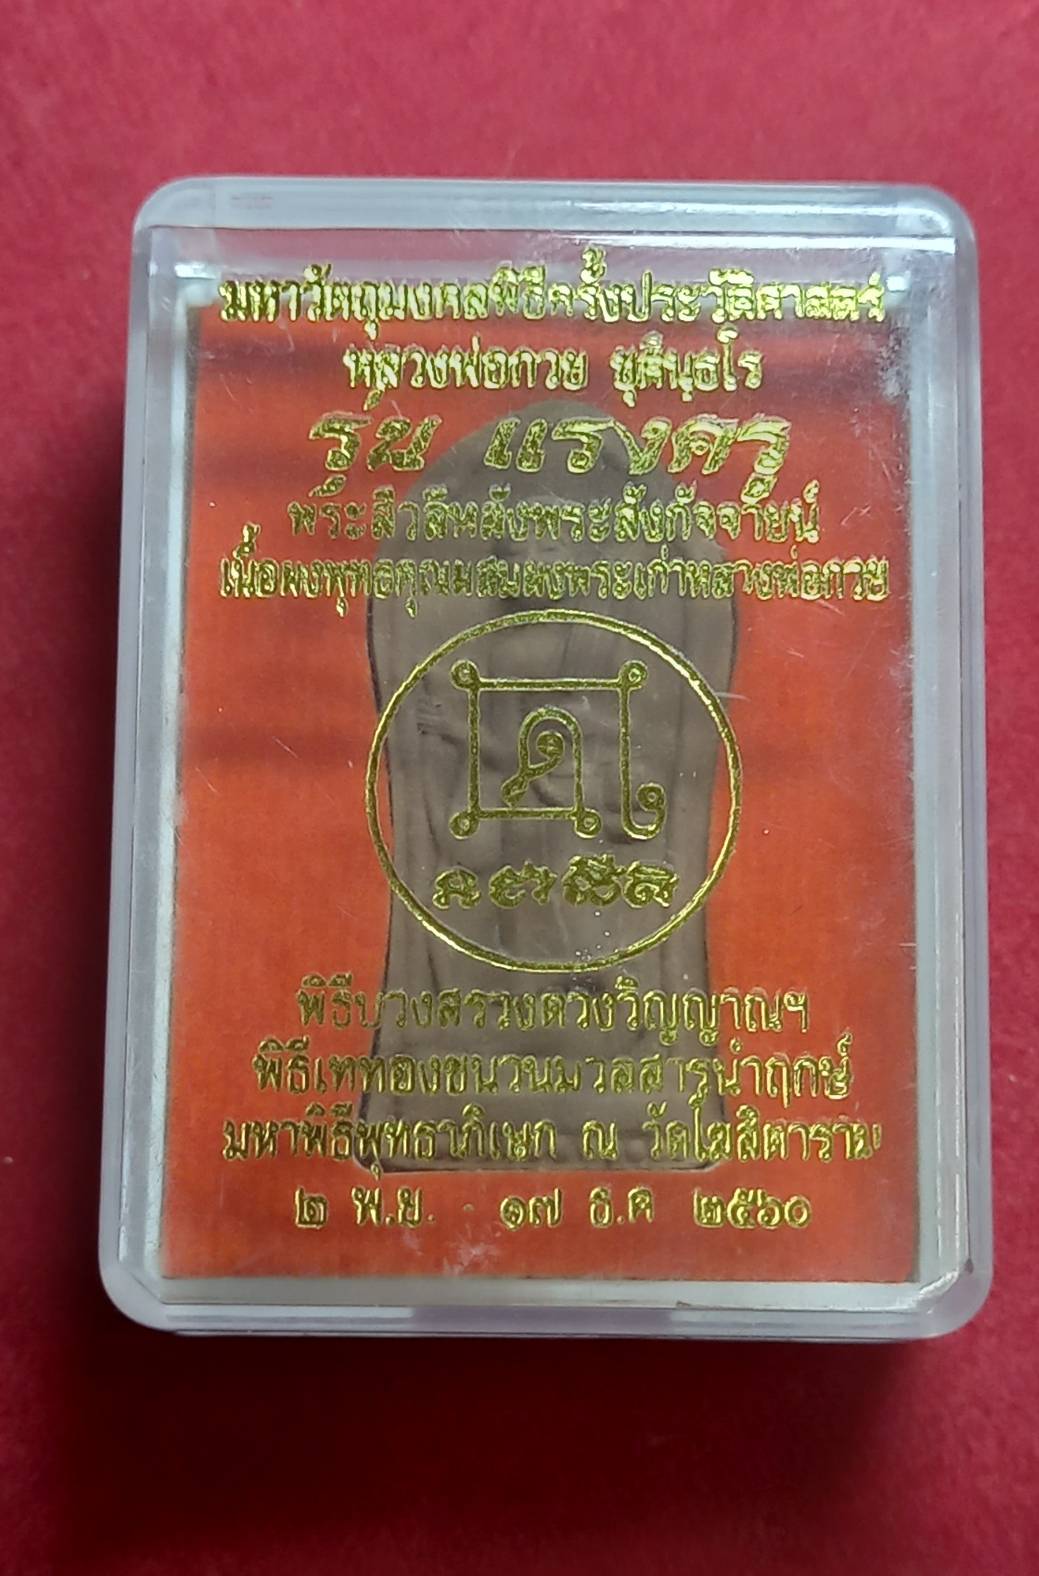 มหาวัตถุมงคลพิธีครั้งประวัติศาสตร์
หลวงพ่อกวย ชุตินฺธโร
รุ่น แรงครู
พระสิวลีหลังพระสังกัจจายน์
เนื้อผงพุทธคุณผสมผงพระเก่าหลวงพ่อกวย
พิธีบวงสรวงดวงวิญญาณฯ
พิธีเททองชนวนมวลสารนำฤกษ์
มหาพิธีพุทธาภิเษก ณ วัดโฆสิตาราม
๒ พ.ย. ๑๗ ธ.ค ๒๕๖๐